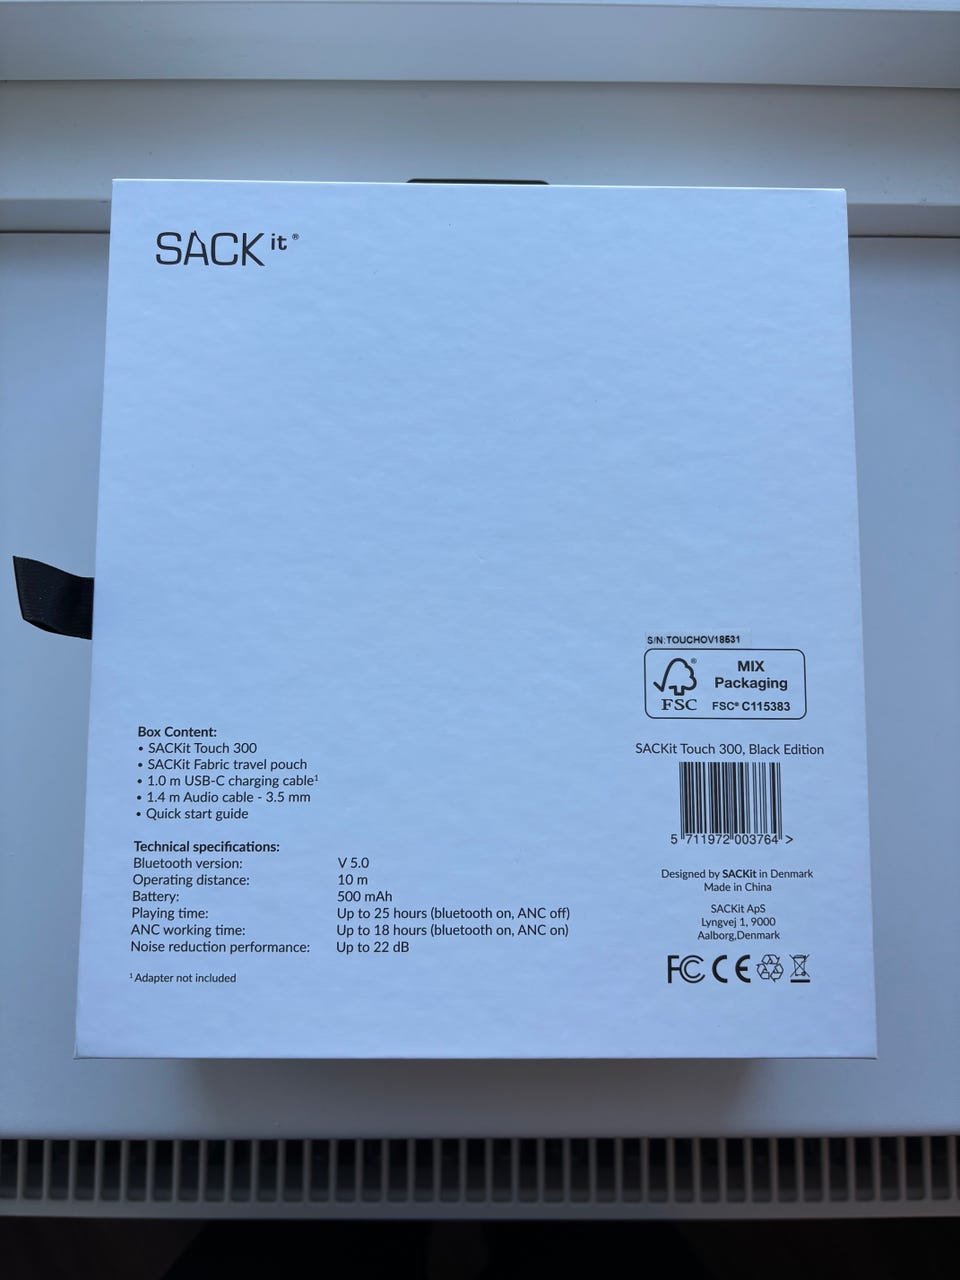 SACKit®
S/N:TOUCHOV18531
MIX
Packaging
FSC® C115383
®
FSC
SACKit Touch 300, Black Edition
5 711972 003764 >
Box Content:
• SACKit Touch 300
• SACKit Fabric travel pouch
• 1.0 m USB-C charging cable¹
• 1.4 m Audio cable - 3.5 mm
• Quick start guide
Technical specifications:
Bluetooth version: V 5.0
Operating distance: 10 m
Battery: 500 mAh
Playing time: Up to 25 hours (bluetooth on, ANC off)
ANC working time: Up to 18 hours (bluetooth on, ANC on)
Noise reduction performance: Up to 22 dB
¹ Adapter not included
Designed by SACKit in Denmark
Made in China
SACKit ApS
Lyngvej 1, 9000
Aalborg,Denmark
FC CE